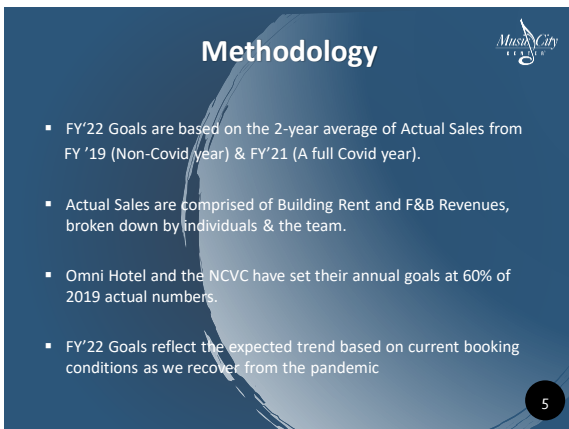 Methodology
Music City
CENTER
▪ FY‘22 Goals are based on the 2-year average of Actual Sales from
FY ’19 (Non-Covid year) & FY’21 (A full Covid year).
▪ Actual Sales are comprised of Building Rent and F&B Revenues,
broken down by individuals & the team.
▪ Omni Hotel and the NCVC have set their annual goals at 60% of
2019 actual numbers.
▪ FY’22 Goals reflect the expected trend based on current booking
conditions as we recover from the pandemic
5